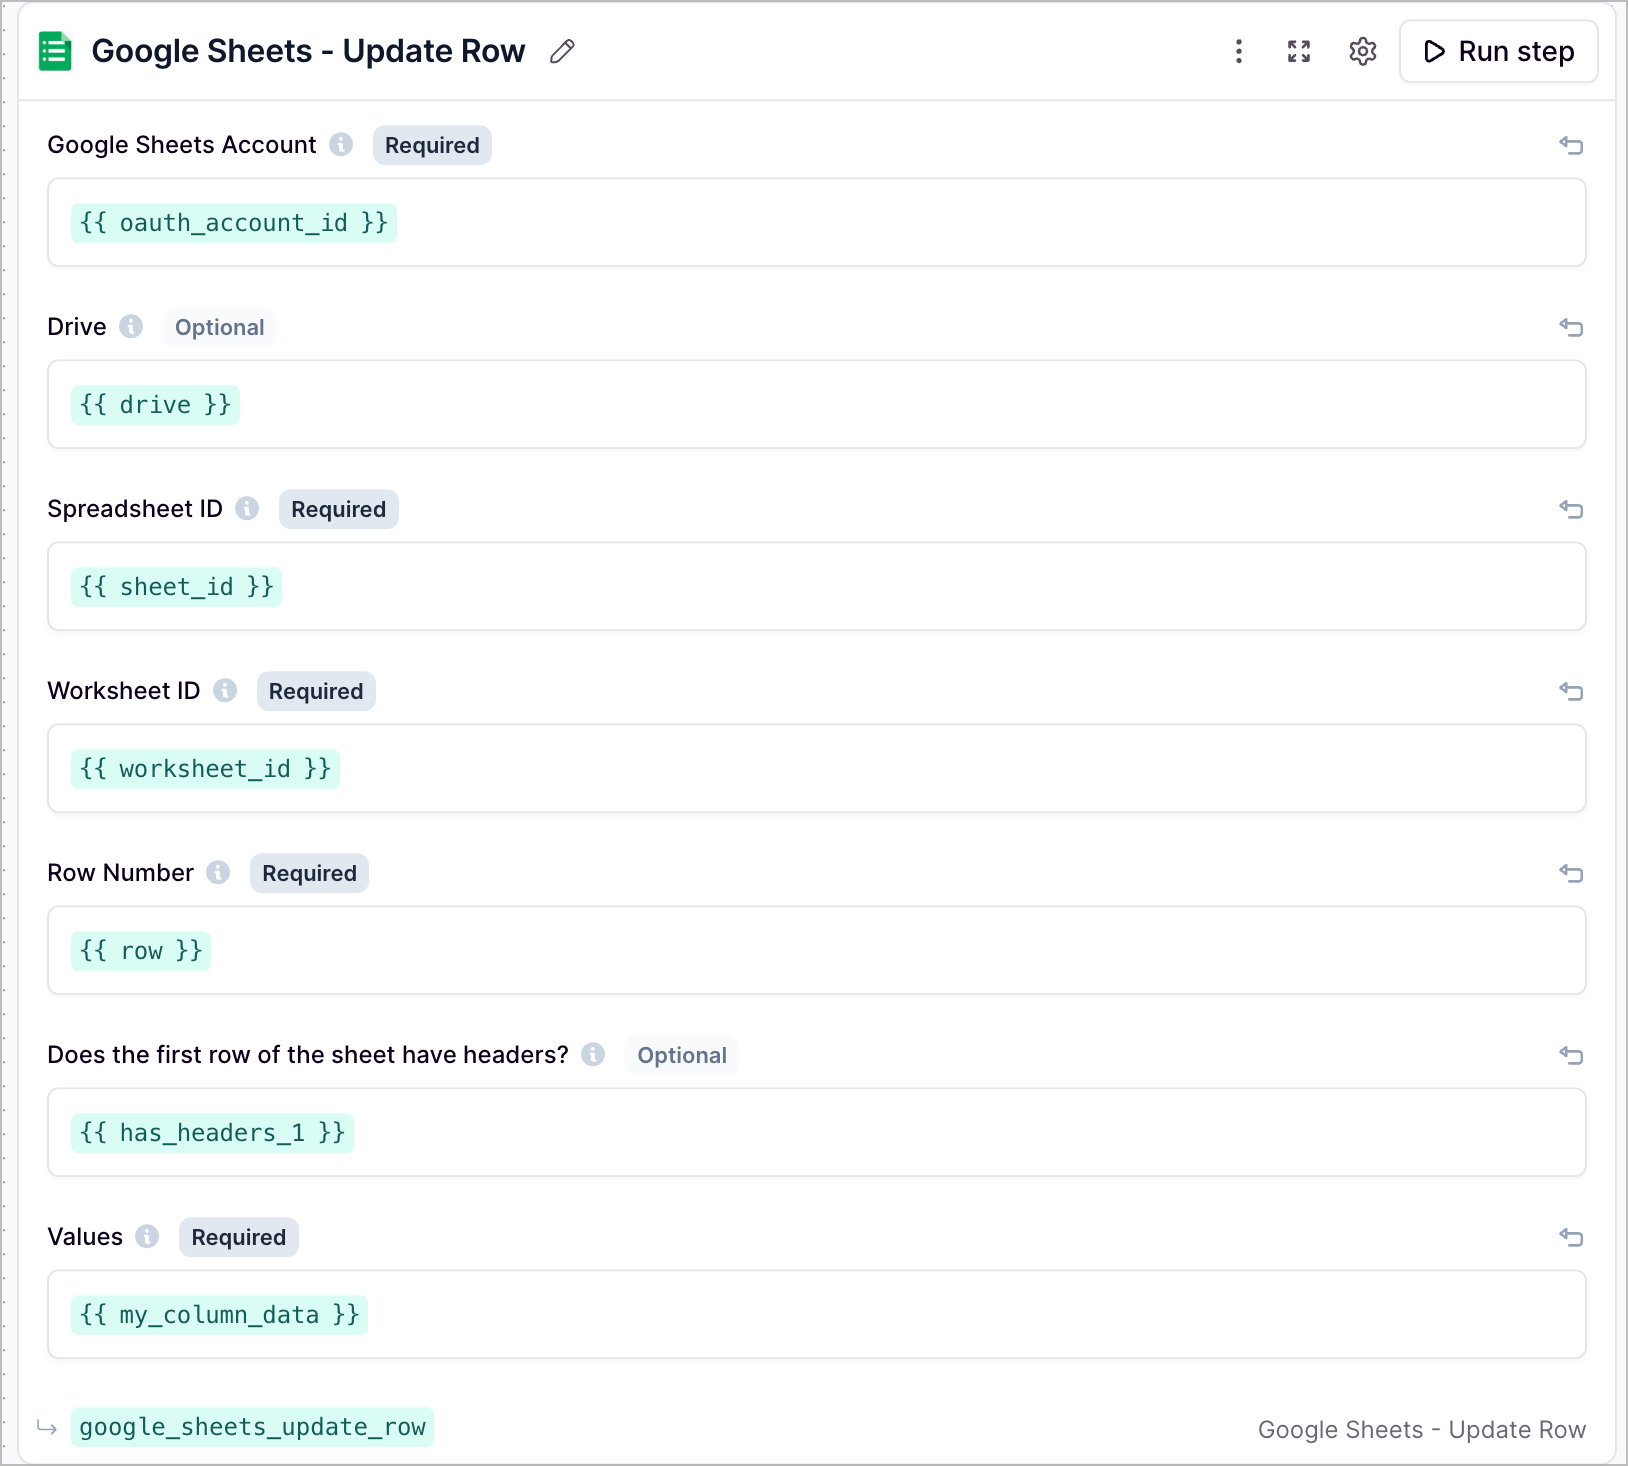 Google Sheets - Update Row
Run step
Google Sheets Account Required
{{ oauth_account_id }}
Drive Optional
{{ drive }}
Spreadsheet ID Required
{{ sheet_id }}
Worksheet ID Required
{{ worksheet_id }}
Row Number Required
{{ row }}
Does the first row of the sheet have headers? Optional
{{ has_headers_1 }}
Values Required
{{ my_column_data }}
google_sheets_update_row
Google Sheets - Update Row